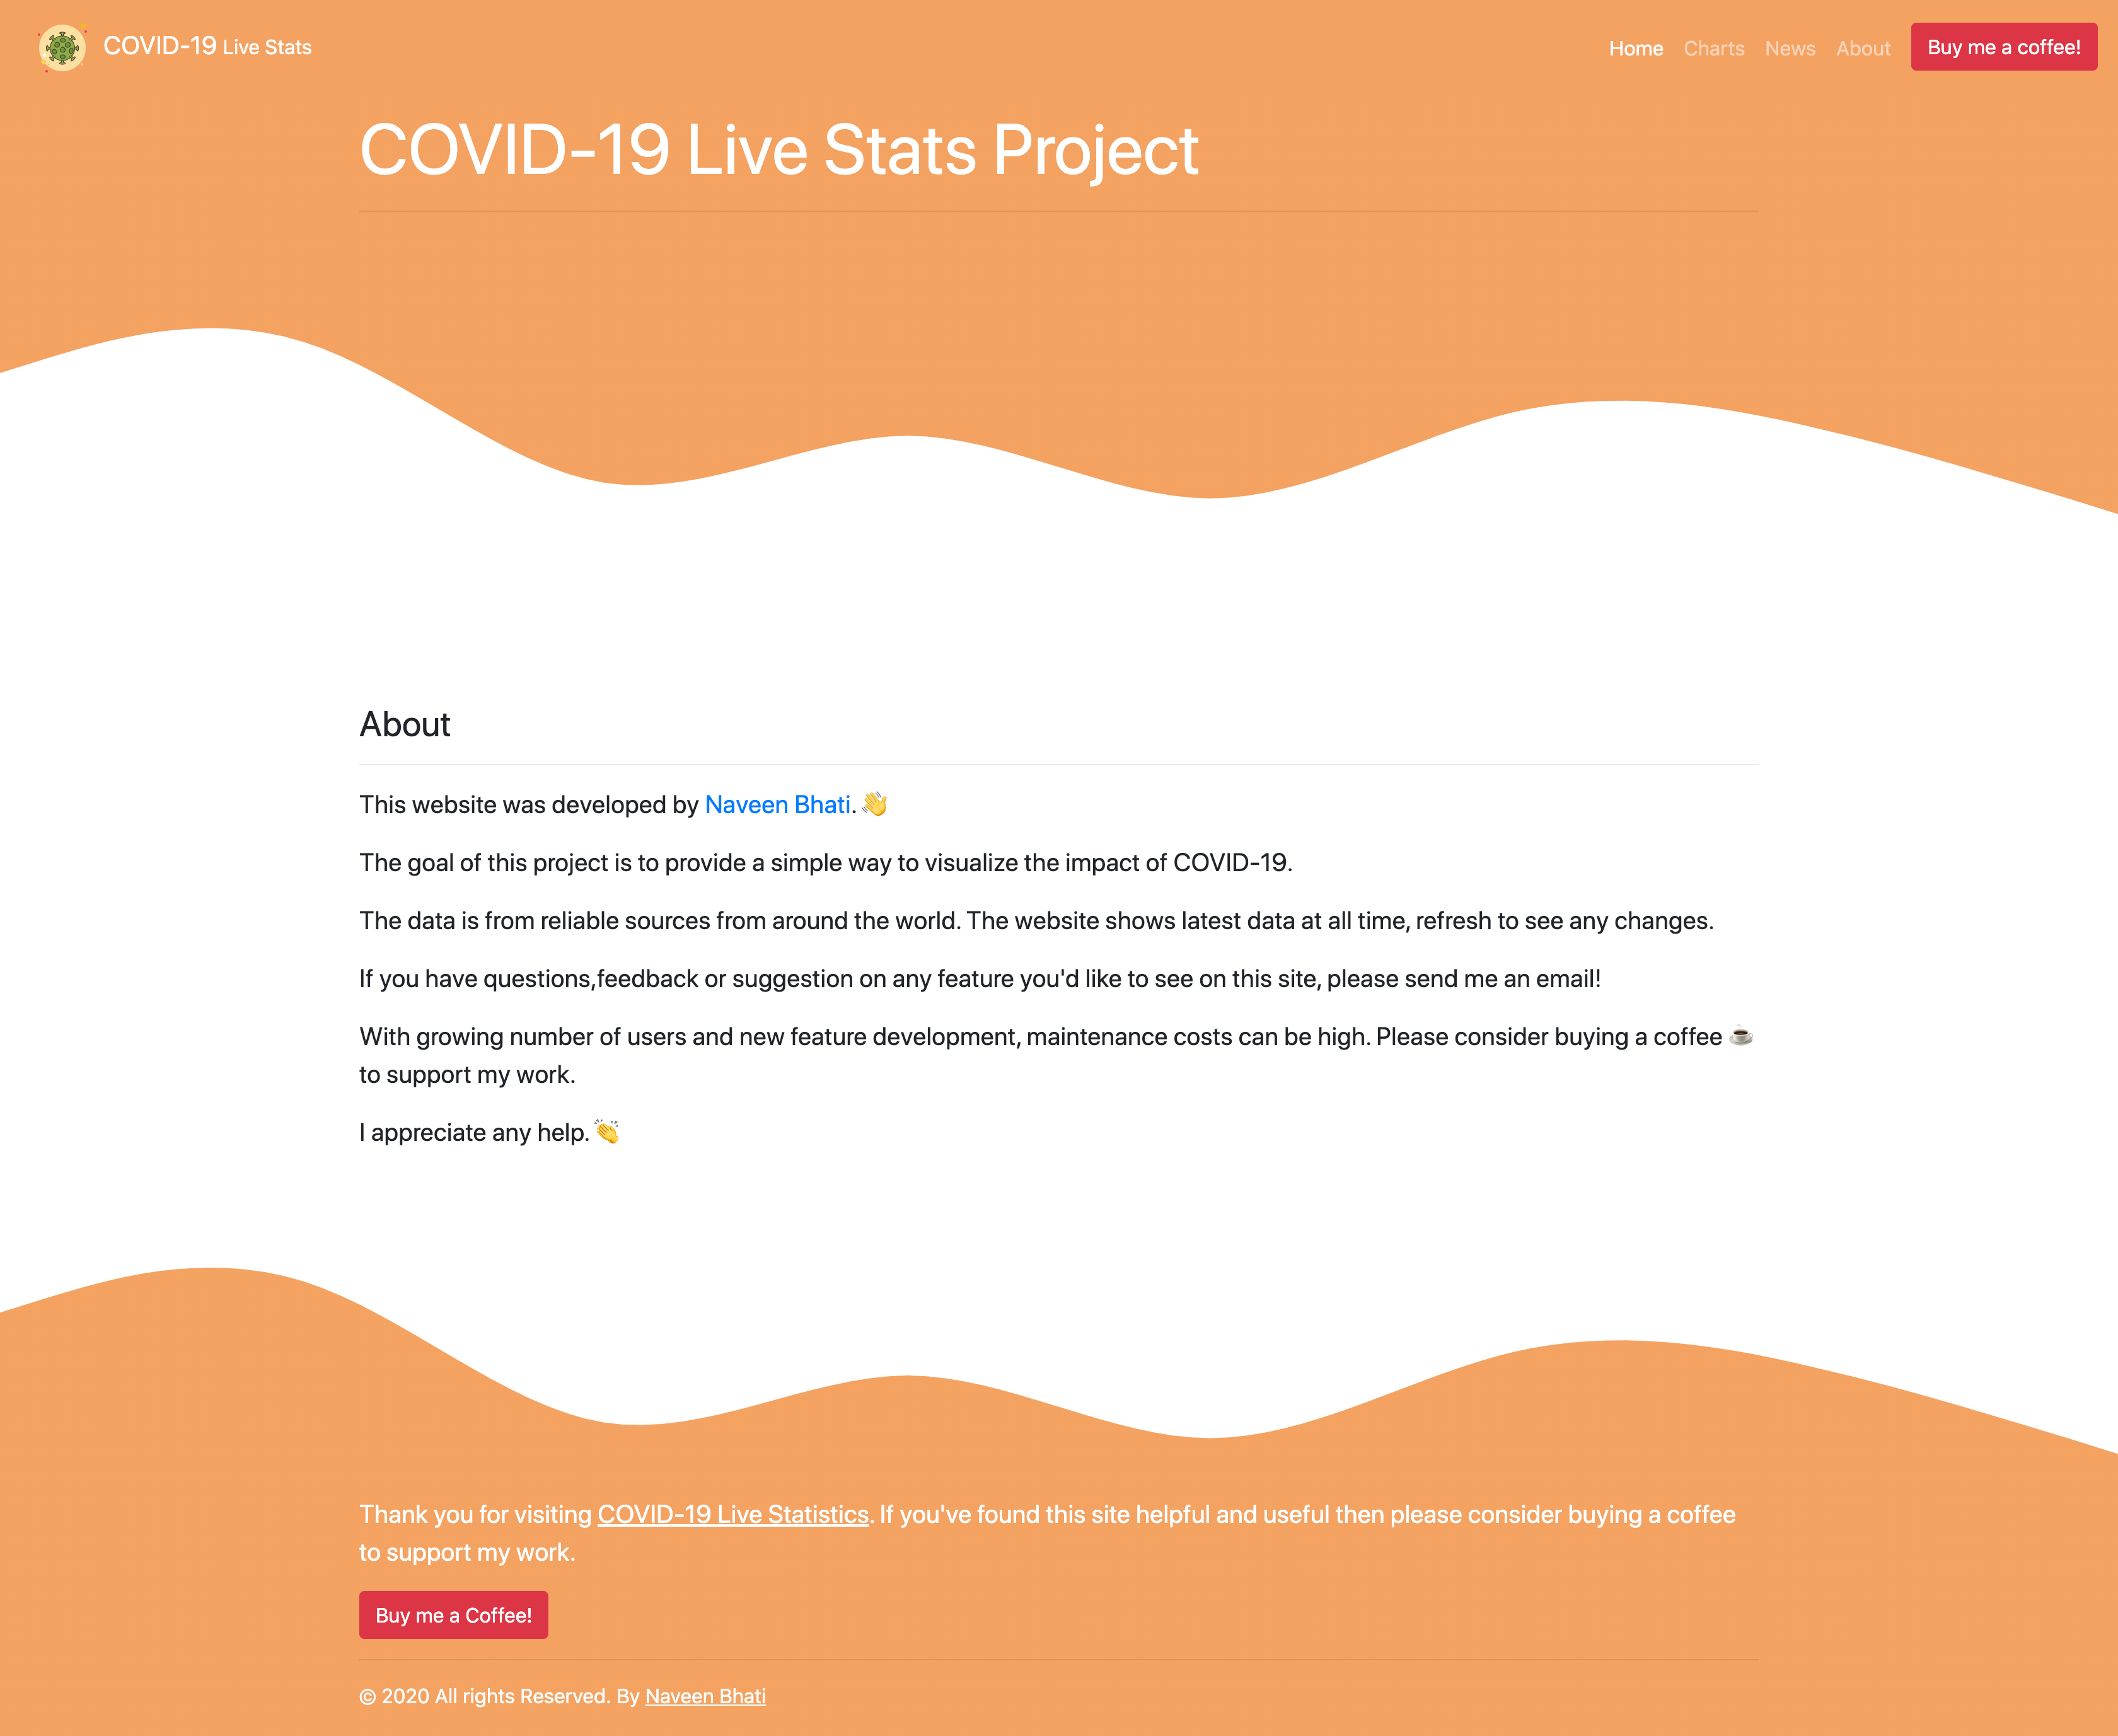 COVID-19 Live Stats
Home Charts News About Buy me a coffee!
COVID-19 Live Stats Project
About
This website was developed by Naveen Bhati. 👋
The goal of this project is to provide a simple way to visualize the impact of COVID-19.
The data is from reliable sources from around the world. The website shows latest data at all time, refresh to see any changes.
If you have questions,feedback or suggestion on any feature you'd like to see on this site, please send me an email!
With growing number of users and new feature development, maintenance costs can be high. Please consider buying a coffee ☕
to support my work.
I appreciate any help. 👏
Thank you for visiting COVID-19 Live Statistics. If you've found this site helpful and useful then please consider buying a coffee
to support my work.
Buy me a Coffee!
© 2020 All rights Reserved. By Naveen Bhati